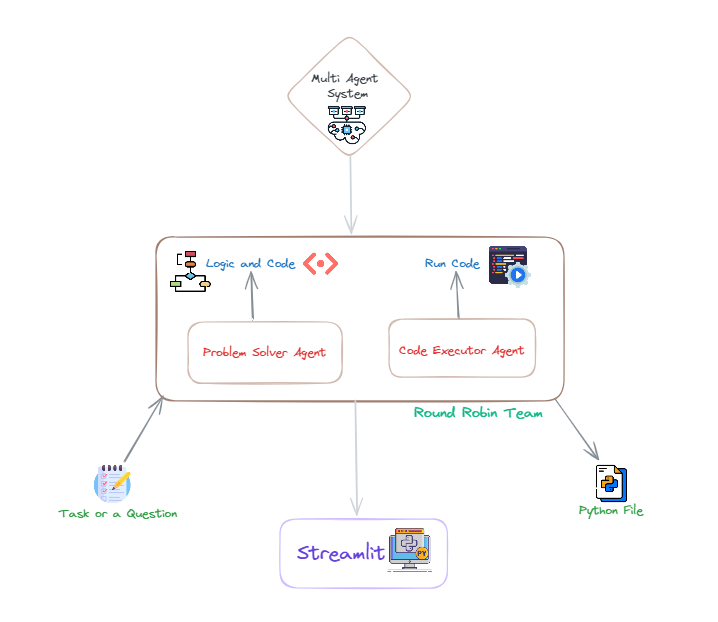 Multi Agent
System
Logic and Code
Run Code
Problem Solver Agent
Code Executor Agent
Round Robin Team
Task or a Question
Python File
Streamlit
PY